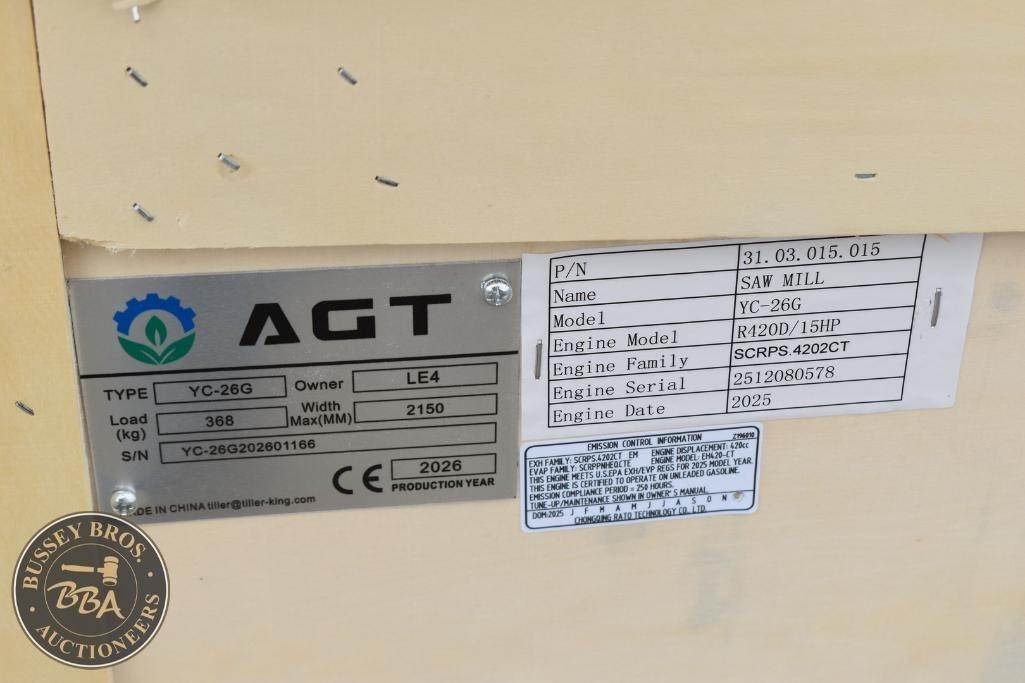 AGT
TYPE YC-26G Owner LE4
Load (kg) 368 Width Max(MM) 2150
S/N YC-26G202601166
CE 2026
PRODUCTION YEAR
DE IN CHINA tiller@tiller-king.com
P/N 31.03.015.015
Name SAW MILL
Model YC-26G
Engine Model R420D/15HP
Engine Family SCRPS.4202CT
Engine Serial 2512080578
Engine Date 2025
EMISSION CONTROL INFORMATION Z196010
EXH FAMILY: SCRPS.4202CT EM ENGINE DISPLACEMENT: 420cc
EVAP FAMILY: SCRPPNHEQ.CTE ENGINE MODEL: EH420-CT
THIS ENGINE MEETS U.S.EPA EXH/EVP REGS FOR 2025 MODEL YEAR.
THIS ENGINE IS CERTIFIED TO OPERATE ON UNLEADED GASOLINE.
EMISSION COMPLIANCE PERIOD = 250 HOURS.
TUNE-UP/MAINTENANCE SHOWN IN OWNER'S MANUAL
DOM:2025 J F M A M J J A S O N
CHONGQING RATO TECHNOLOGY CO. LTD.
BUSSEY BROS.
BBA
AUCTIONEERS